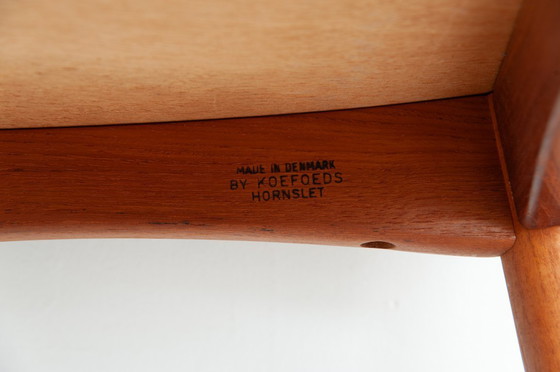 MADE IN DENMARK
BY KOEFOEDS
HORNSLET